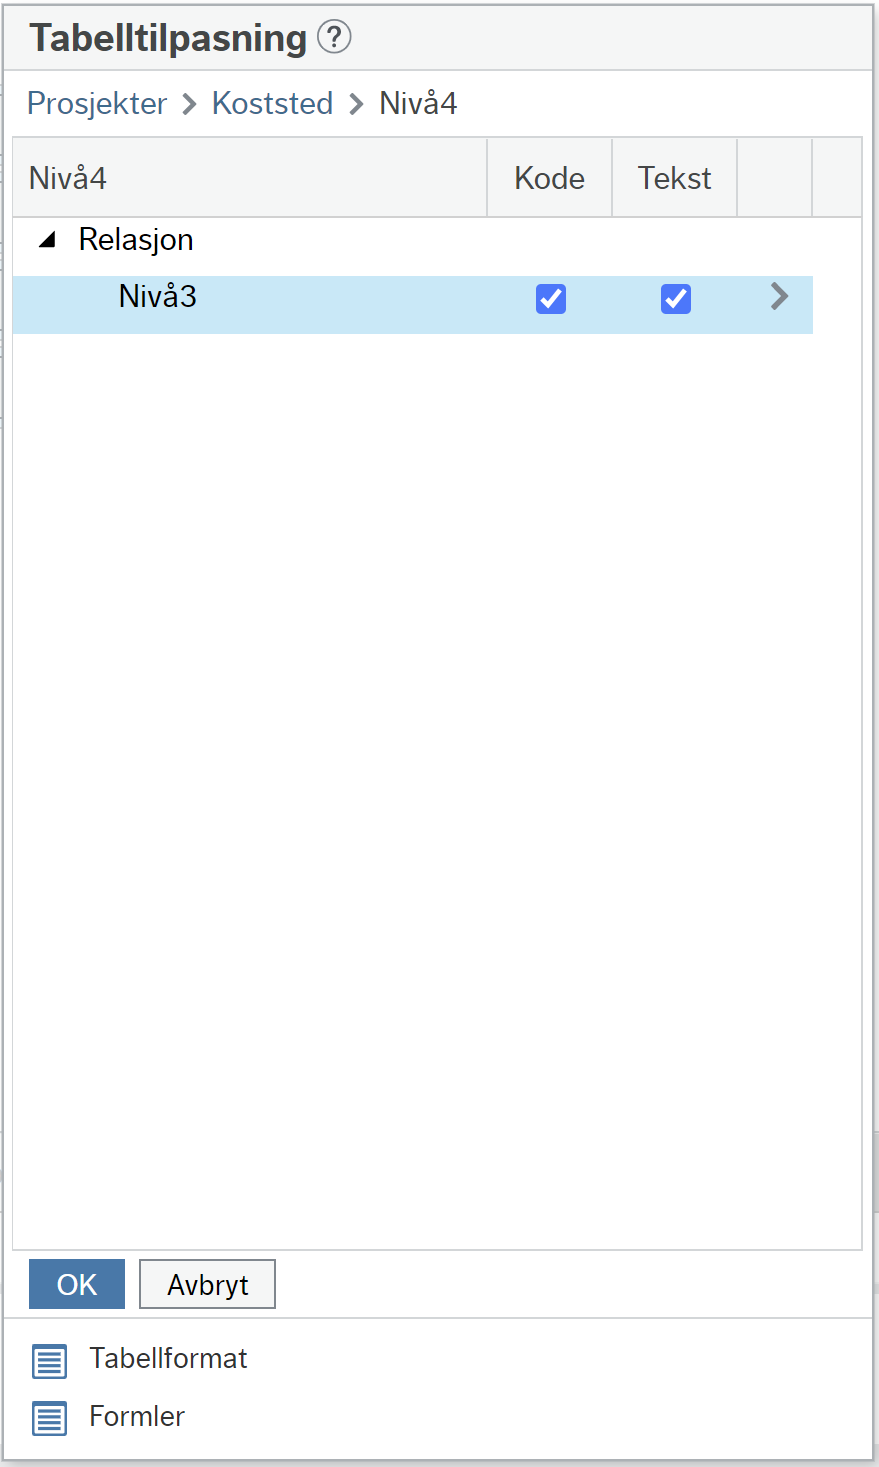 Tabelltilpasning ?
Prosjekter > Koststed > Nivå4
Nivå4 Kode Tekst
Relasjon
Nivå3
OK Avbryt
Tabellformat
Formler